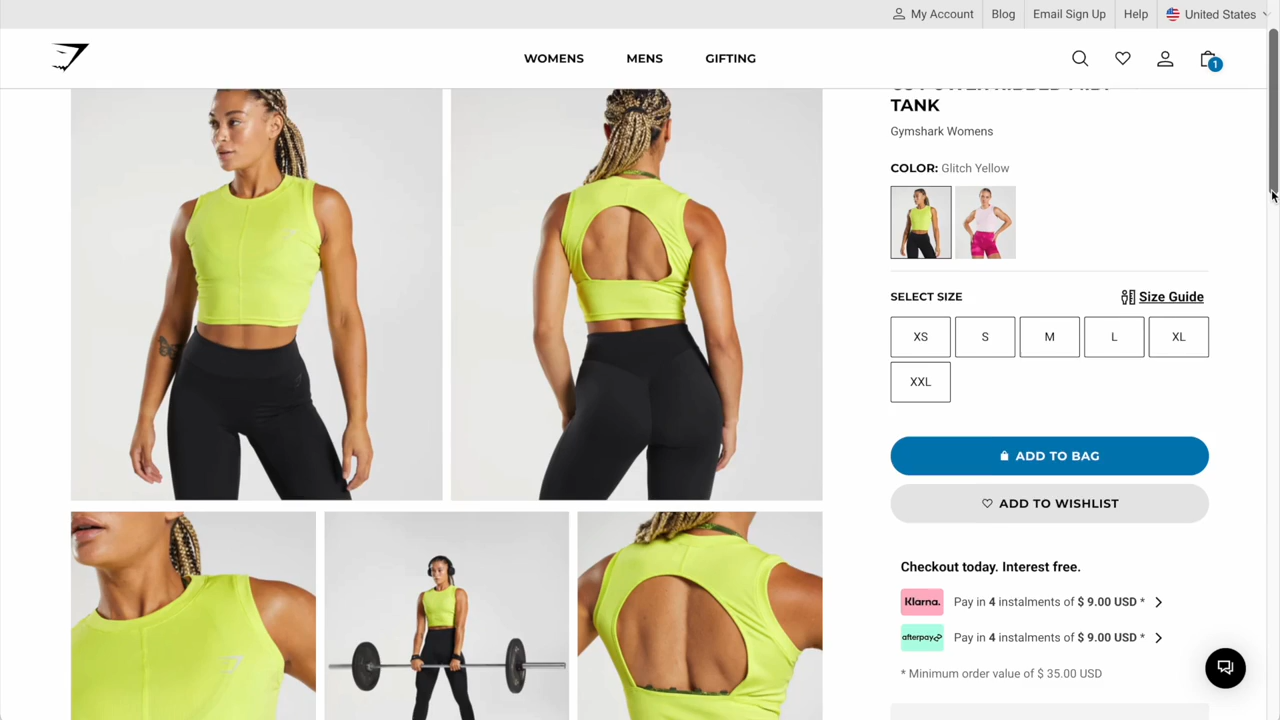 My Account
Blog
Email Sign Up
Help
United States
WOMENS
MENS
GIFTING
1
TANK
Gymshark Womens
COLOR: Glitch Yellow
SELECT SIZE
Size Guide
XS
S
M
L
XL
XXL
ADD TO BAG
ADD TO WISHLIST
Checkout today. Interest free.
Klarna. Pay in 4 instalments of $ 9.00 USD *
afterpay Pay in 4 instalments of $ 9.00 USD *
* Minimum order value of $ 35.00 USD